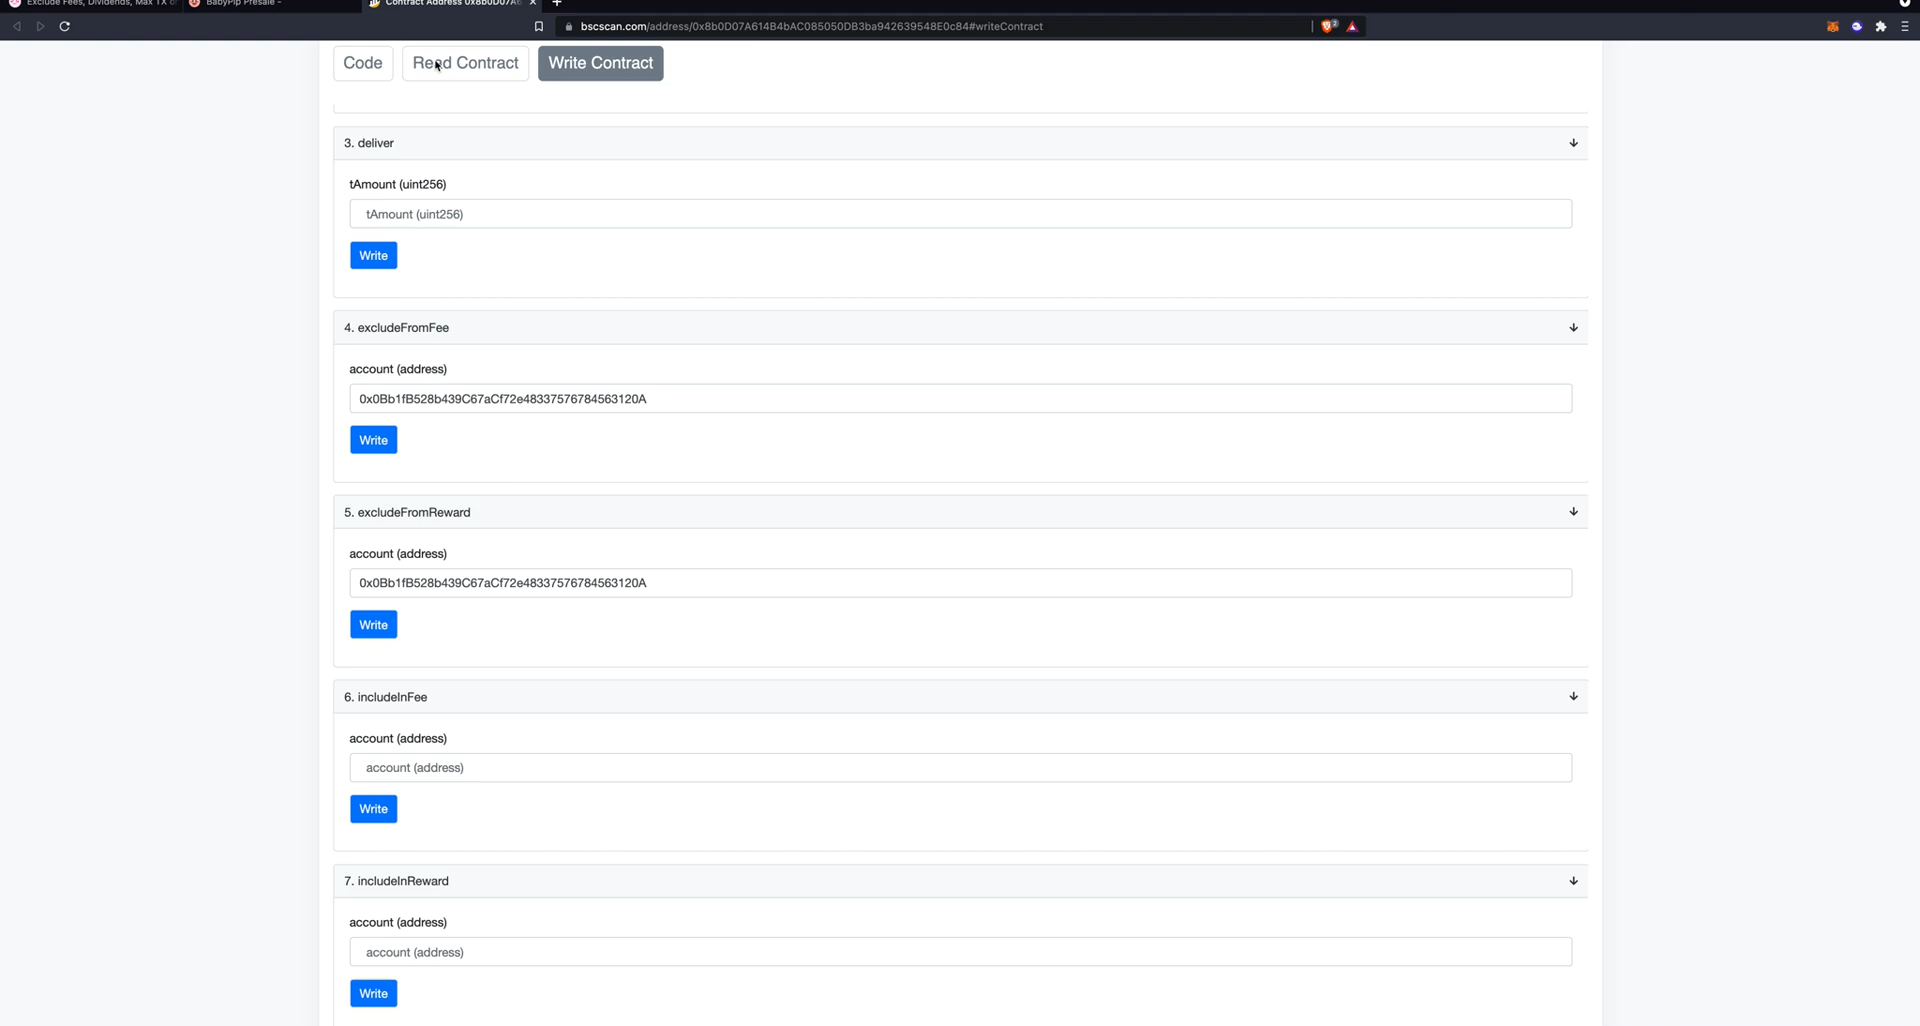 Exclude Fees, Dividends, Max TX
BabyPip Presale -
Contract Address 0x8b0D07A6
bscscan.com/address/0x8b0D07A614B4bAC085050DB3ba942639548E0c84#writeContract
Code
Read Contract
Write Contract
3. deliver
tAmount (uint256)
tAmount (uint256)
Write
4. excludeFromFee
account (address)
0x0Bb1fB528b439C67aCf72e48337576784563120A
Write
5. excludeFromReward
account (address)
0x0Bb1fB528b439C67aCf72e48337576784563120A
Write
6. includeInFee
account (address)
account (address)
Write
7. includeInReward
account (address)
account (address)
Write